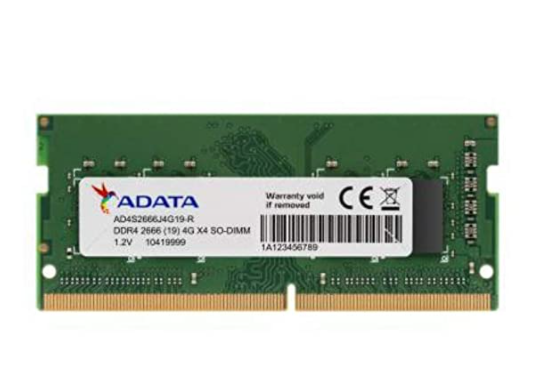 ADATA
AD4S2666J4G19-R
DDR4 2666 (19) 4G X4 SO-DIMM
1.2V 10419999
Warranty void
if removed
CE
1A123456789